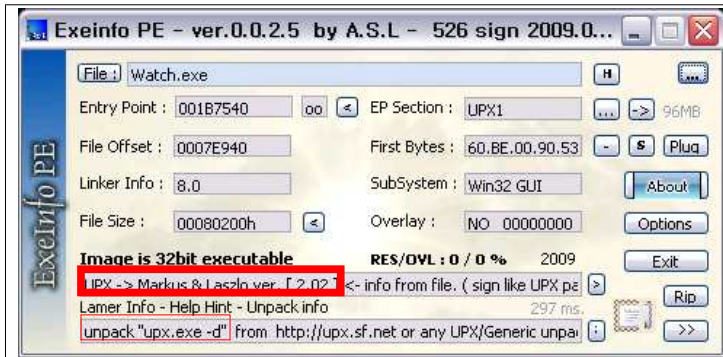 Exeinfo PE - ver.0.0.2.5 by A.S.L - 526 sign 2009.0...
File : Watch.exe H ...
Entry Point : 001B7540 oo < EP Section : UPX1 ... -> 96MB
File Offset : 0007E940 First Bytes : 60.BE.00.90.53 - S Plug
Linker Info : 8.0 SubSystem : Win32 GUI About
File Size : 00080200h < Overlay : NO 00000000 Options
Image is 32bit executable RES/OVL : 0 / 0 % 2009 Exit
UPX -> Markus & Laszlo ver. [ 2.02 ] <- info from file. ( sign like UPX pa >
Lamer Info - Help Hint - Unpack info 297 ms. Rip
unpack "upx.exe -d" from http://upx.sf.net or any UPX/Generic unpa : >>
ExeInfo PE